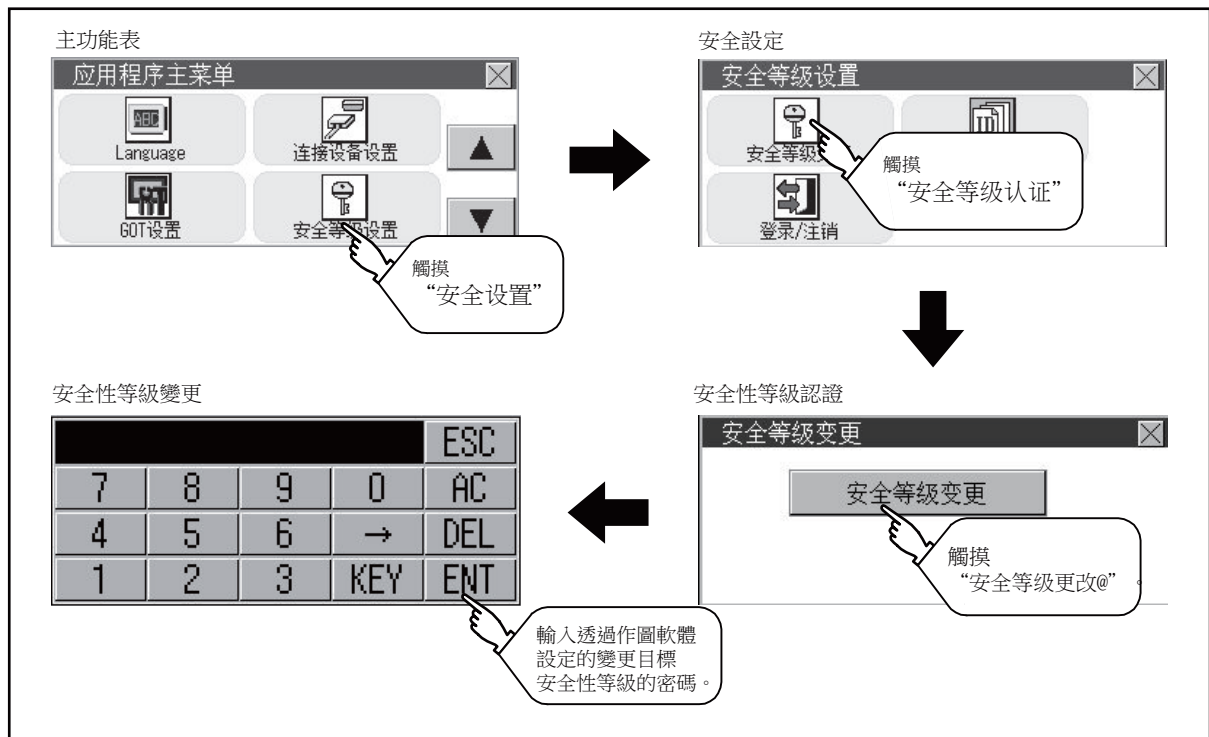 主功能表
应用程序主菜单
Language
连接设备设置
▲
GOT设置
安全等级设置
▼
觸摸
“安全设置”
安全設定
安全等级设置
安全等级
ID
登录/注销
觸摸
“安全等级认证”
安全性等級認證
安全等级变更
安全等级变更
觸摸
“安全等级更改@”。
安全性等級變更
ESC
7 8 9 0 AC
4 5 6 → DEL
1 2 3 KEY ENT
輸入透過作圖軟體
設定的變更目標
安全性等級的密碼。